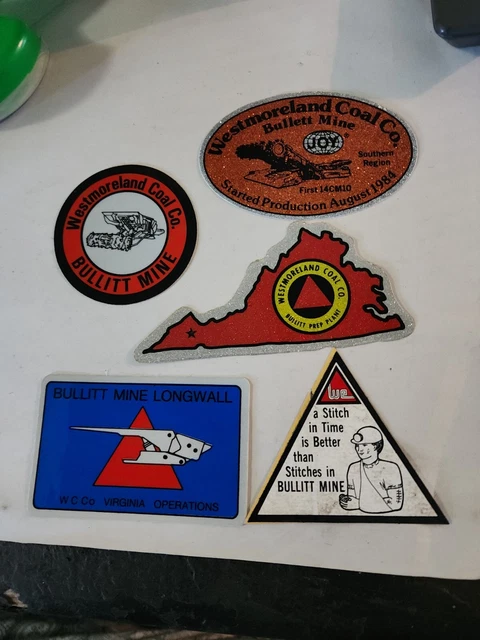 Westmoreland Coal Co.
Bullett Mine
JOY
Southern
Region
First 14CM10
Started Production August 1984
Westmoreland Coal Co.
BULLITT MINE
WESTMORELAND COAL CO.
BULLITT PREP PLANT
BULLITT MINE LONGWALL
W C Co VIRGINIA OPERATIONS
We
a Stitch
in Time
is Better
than
Stitches in
BULLITT MINE